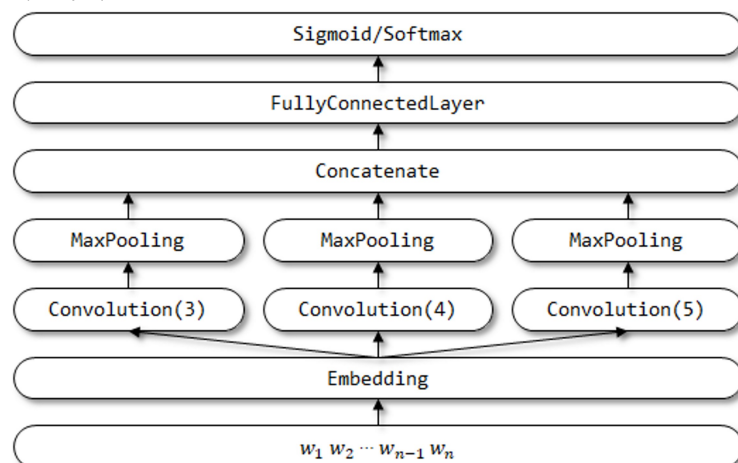 Sigmoid/Softmax
FullyConnectedLayer
Concatenate
MaxPooling MaxPooling MaxPooling
Convolution(3) Convolution(4) Convolution(5)
Embedding
w₁ w₂ ⋯ wₙ₋₁ wₙ